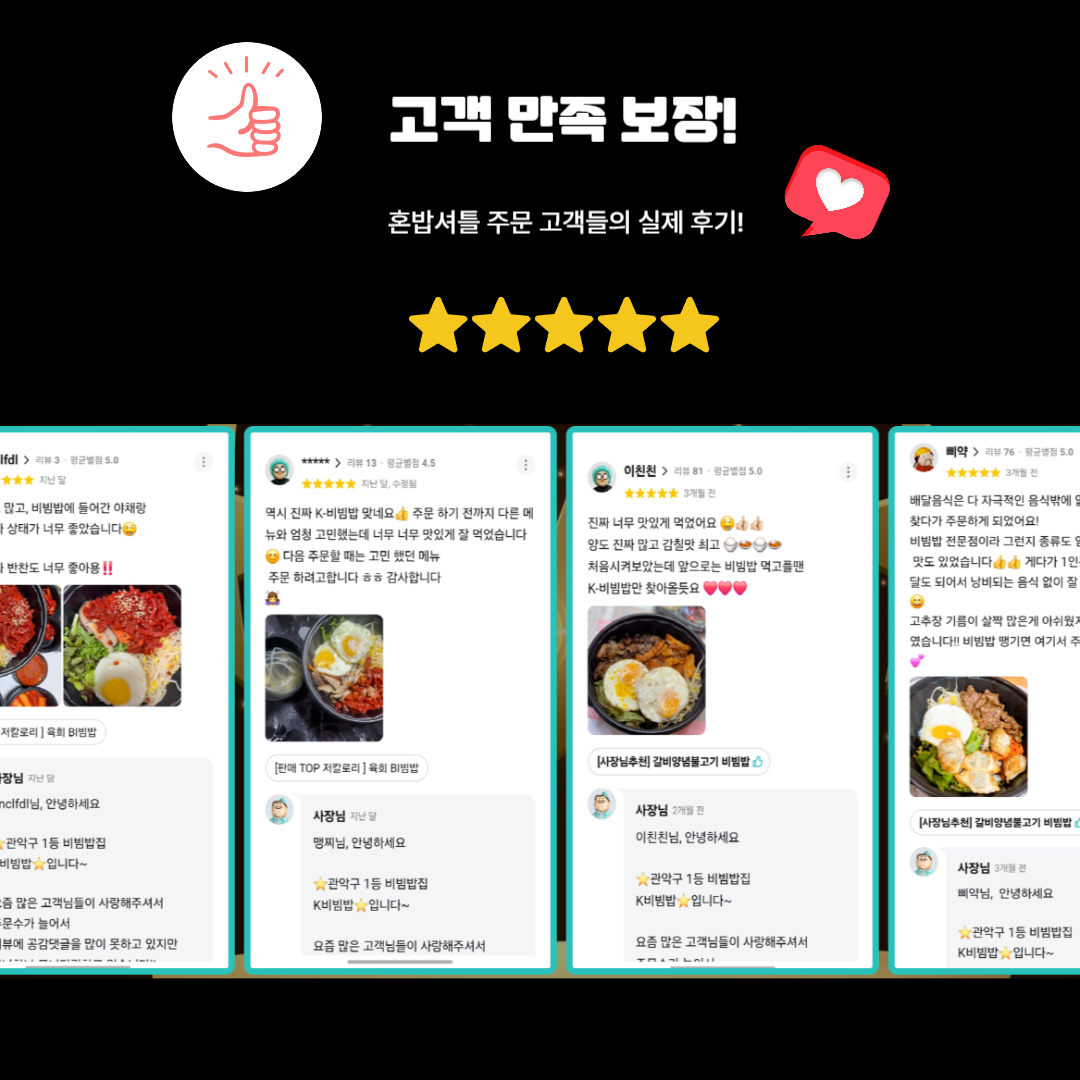 고객 만족 보장!
혼밥셔틀 주문 고객들의 실제 후기!
lfdl > 리뷰 3 · 평균별점 5.0
지난 달
많고, 비빔밥에 들어간 야채랑
상태가 너무 좋았습니다😄
반찬도 너무 좋아용‼️
저칼로리 ] 육회 BI빔밥
장님 지난 달
nclfdl님, 안녕하세요
⭐관악구 1등 비빔밥집
비빔밥⭐입니다~
즘 많은 고객님들이 사랑해주셔서
문수가 늘어서
뷰에 공감댓글을 많이 못하고 있지만
***** > 리뷰 13 · 평균별점 4.5
지난 달, 수정됨
역시 진짜 K-비빔밥 맞네요👍 주문 하기 전까지 다른 메
뉴와 엄청 고민했는데 너무 너무 맛있게 잘 먹었습니다
😊 다음 주문할 때는 고민 했던 메뉴
주문 하려고합니다 ㅎㅎ 감사합니다
🙇
[판매 TOP 저칼로리 ] 육회 BI빔밥
사장님 지난 달
맹찌님, 안녕하세요
⭐관악구 1등 비빔밥집
K비빔밥⭐입니다~
요즘 많은 고객님들이 사랑해주셔서
이친친 > 리뷰 81 · 평균별점 5.0
3개월 전
진짜 너무 맛있게 먹었어요 😋👍🏻👍🏻
양도 진짜 많고 감칠맛 최고 🍚🥘🍚🥘
처음시켜보았는데 앞으로는 비빔밥 먹고플땐
K-비빔밥만 찾아올듯요 ❤️❤️❤️
[사장님추천] 갈비양념불고기 비빔밥
사장님 2개월 전
이친친님, 안녕하세요
⭐관악구 1등 비빔밥집
K비빔밥⭐입니다~
요즘 많은 고객님들이 사랑해주셔서
주문수가 늘어서
삐약 > 리뷰 76 · 평균별점 5.0
3개월 전
배달음식은 다 자극적인 음식밖에
찾다가 주문하게 되었어요!
비빔밥 전문점이라 그런지 종류도
맛도 있었습니다👍👍 게다가 1인
달도 되어서 낭비되는 음식 없이 잘
😄
고추장 기름이 살짝 많은게 아쉬웠
였습니다!! 비빔밥 땡기면 여기서 주
💕
[사장님추천] 갈비양념불고기 비빔밥
사장님 3개월 전
삐약님, 안녕하세요
⭐관악구 1등 비빔밥집
K비빔밥⭐입니다~